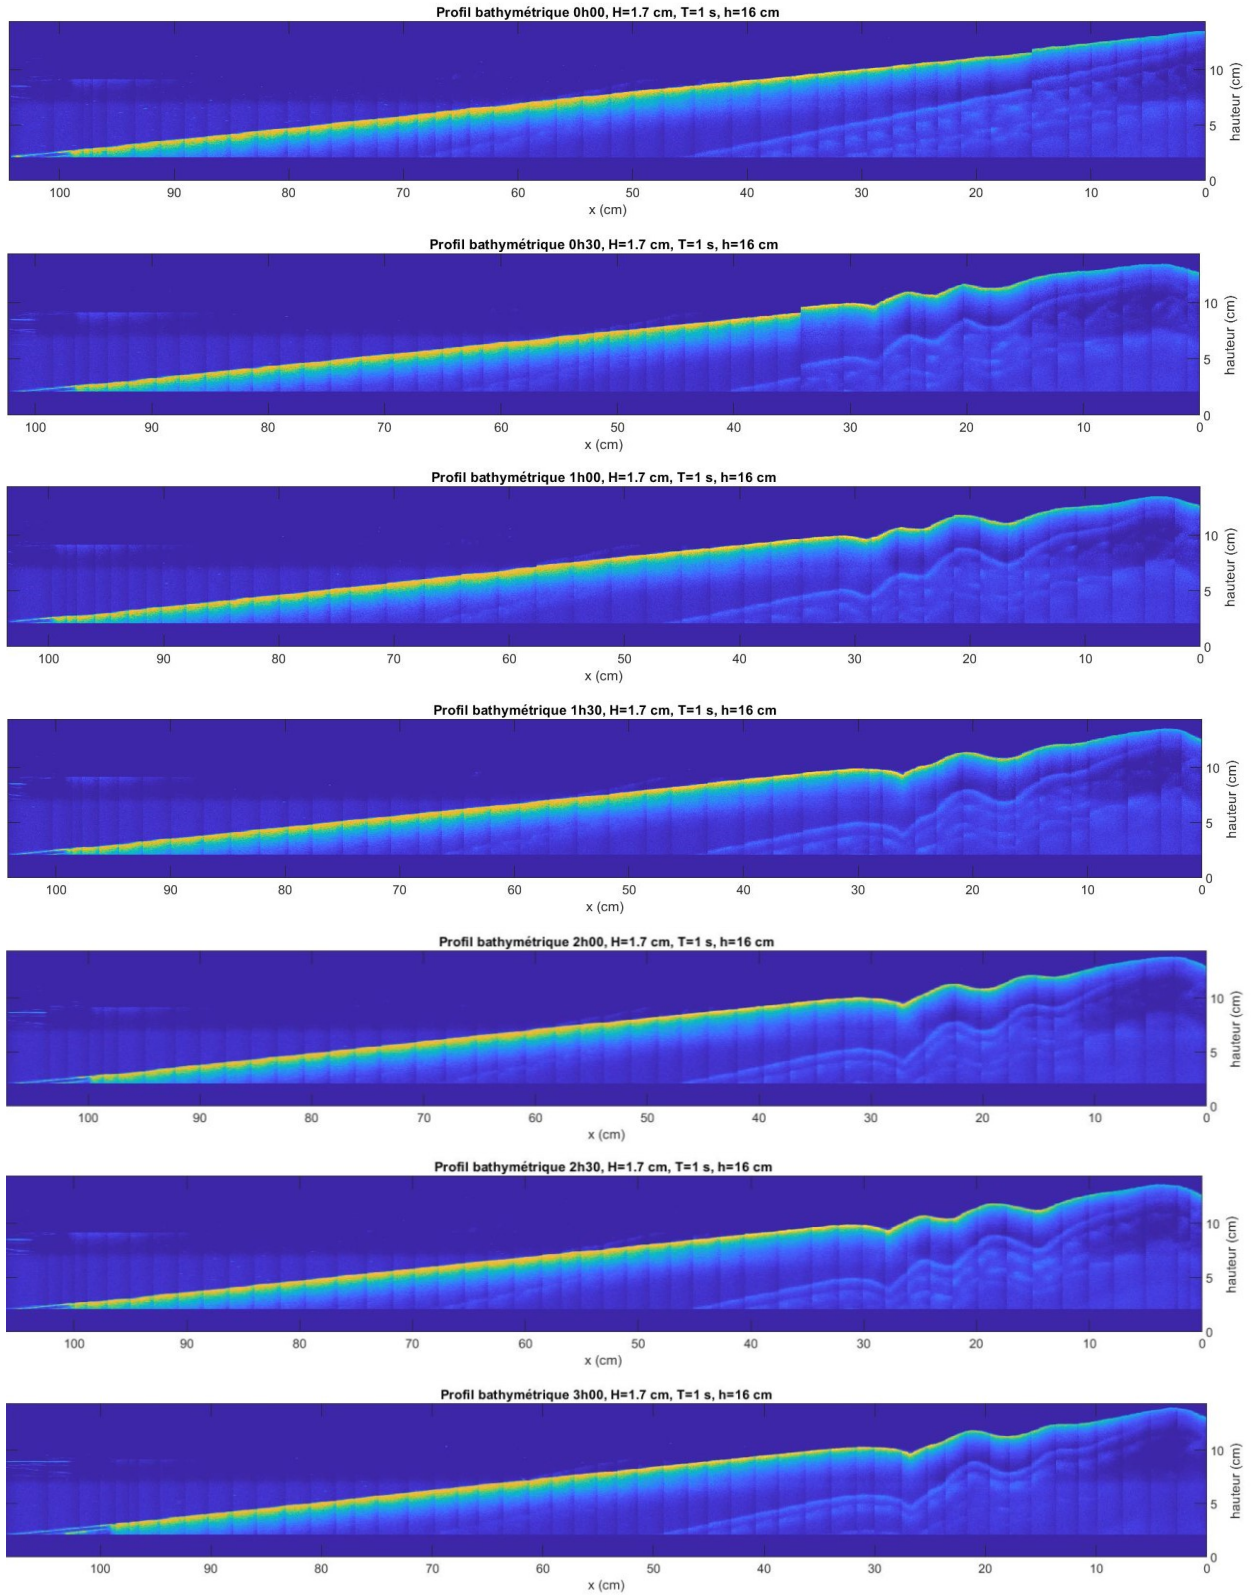 Profil bathymétrique 0h00, H=1.7 cm, T=1 s, h=16 cm
10
5
0
hauteur (cm)
100 90 80 70 60 50 40 30 20 10 0
x (cm)
Profil bathymétrique 0h30, H=1.7 cm, T=1 s, h=16 cm
10
5
0
hauteur (cm)
100 90 80 70 60 50 40 30 20 10 0
x (cm)
Profil bathymétrique 1h00, H=1.7 cm, T=1 s, h=16 cm
10
5
0
hauteur (cm)
100 90 80 70 60 50 40 30 20 10 0
x (cm)
Profil bathymétrique 1h30, H=1.7 cm, T=1 s, h=16 cm
10
5
0
hauteur (cm)
100 90 80 70 60 50 40 30 20 10 0
x (cm)
Profil bathymétrique 2h00, H=1.7 cm, T=1 s, h=16 cm
10
5
0
hauteur (cm)
100 90 80 70 60 50 40 30 20 10 0
x (cm)
Profil bathymétrique 2h30, H=1.7 cm, T=1 s, h=16 cm
10
5
0
hauteur (cm)
100 90 80 70 60 50 40 30 20 10 0
x (cm)
Profil bathymétrique 3h00, H=1.7 cm, T=1 s, h=16 cm
10
5
0
hauteur (cm)
100 90 80 70 60 50 40 30 20 10 0
x (cm)